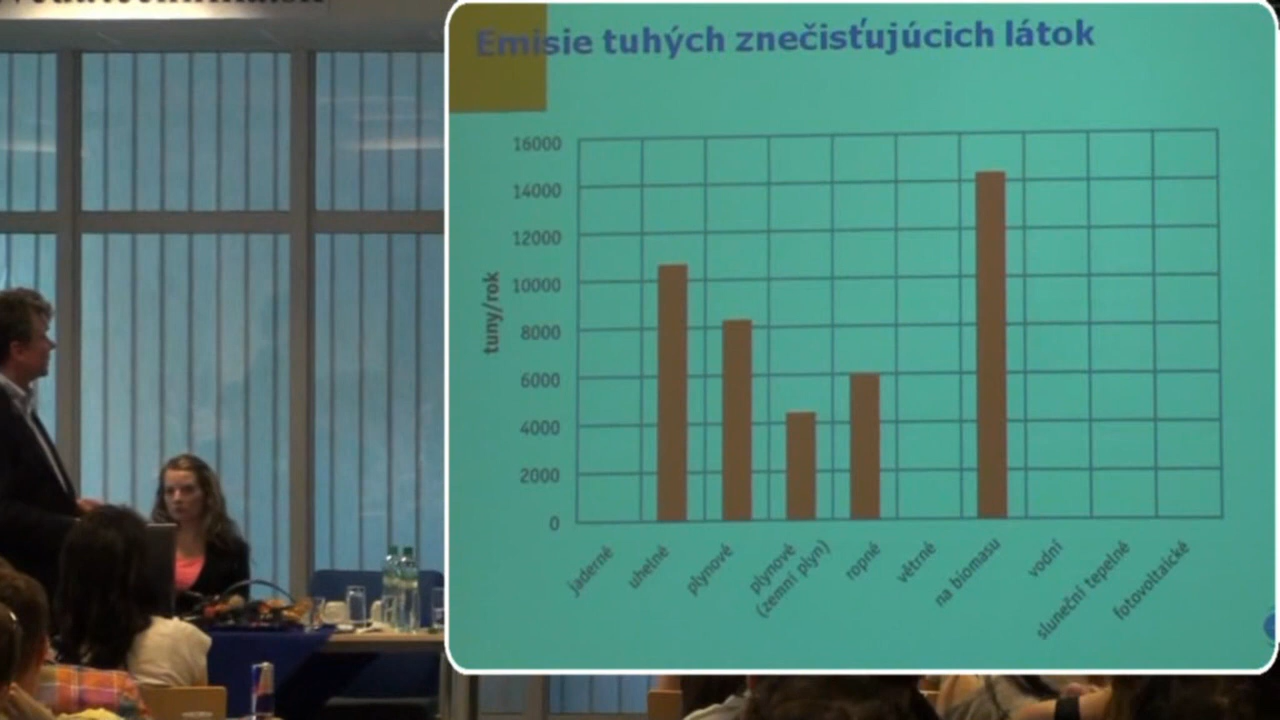 Emisie tuhých znečisťujúcich látok
tuny/rok
16000
14000
12000
10000
8000
6000
4000
2000
0
jaderné
uhelné
plynové
plynové
(zemní plyn)
ropné
větrné
na biomasu
vodní
sluneční tepelné
fotovoltaické